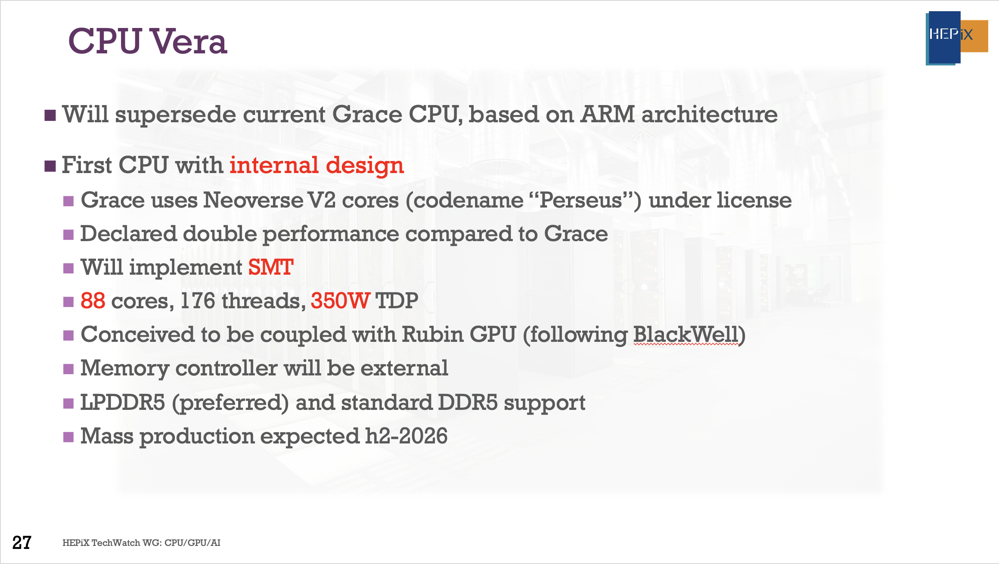 CPU Vera
HEPiX
Will supersede current Grace CPU, based on ARM architecture
First CPU with internal design
Grace uses Neoverse V2 cores (codename “Perseus”) under license
Declared double performance compared to Grace
Will implement SMT
88 cores, 176 threads, 350W TDP
Conceived to be coupled with Rubin GPU (following BlackWell)
Memory controller will be external
LPDDR5 (preferred) and standard DDR5 support
Mass production expected h2-2026
27
HEPiX TechWatch WG: CPU/GPU/AI